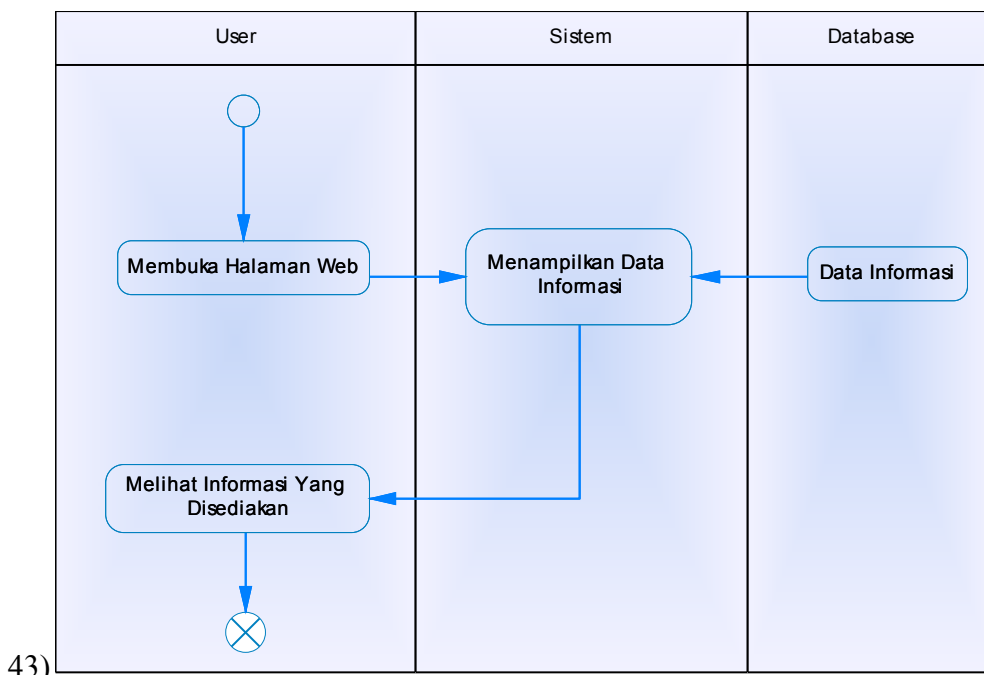 User
Sistem
Database
Membuka Halaman Web
Menampilkan Data
Informasi
Data Informasi
Melihat Informasi Yang
Disediakan
43)